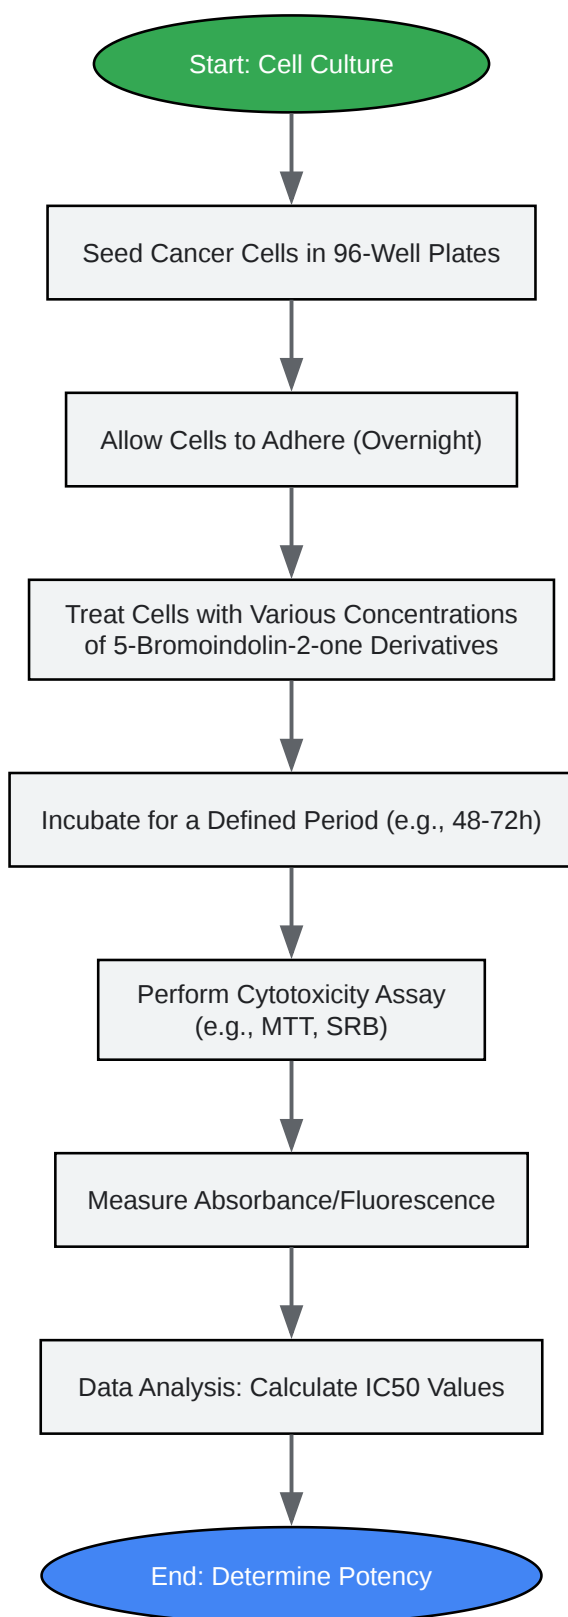 Start: Cell Culture
Seed Cancer Cells in 96-Well Plates
Allow Cells to Adhere (Overnight)
Treat Cells with Various Concentrations
of 5-Bromoindolin-2-one Derivatives
Incubate for a Defined Period (e.g., 48-72h)
Perform Cytotoxicity Assay
(e.g., MTT, SRB)
Measure Absorbance/Fluorescence
Data Analysis: Calculate IC50 Values
End: Determine Potency